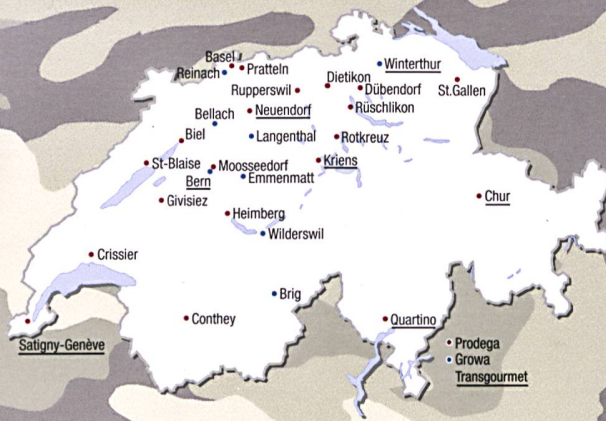 Basel
Reinach
Pratteln
Winterthur
Dietikon
Rupperswil
Dübendorf
St.Gallen
Neuendorf
Rüschlikon
Bellach
Biel
Langenthal
Rotkreuz
St-Blaise
Moosseedorf
Kriens
Bern
Emmenmatt
Givisiez
Chur
Heimberg
Wilderswil
Crissier
Brig
Conthey
Quartino
Satigny-Genève
Prodega
Growa
Transgourmet